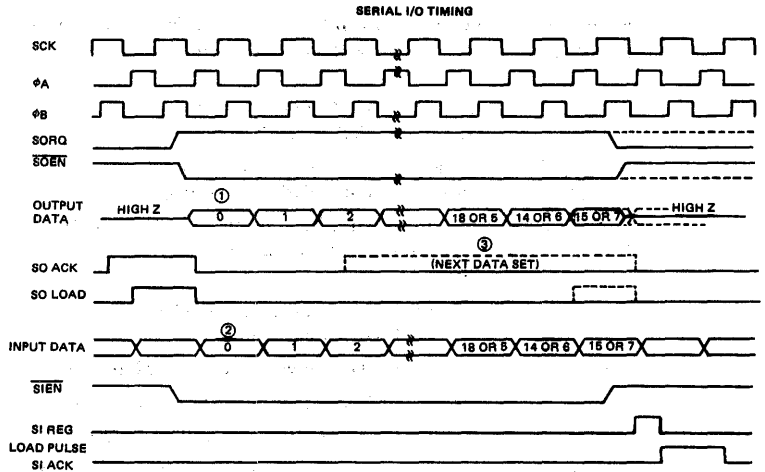 SERIAL I/O TIMING
SCK
φA
φB
SORQ
SOEN
OUTPUT DATA
HIGH Z
①
0
1
2
18 OR 5
14 OR 6
15 OR 7
HIGH Z
③
(NEXT DATA SET)
SO ACK
SO LOAD
②
INPUT DATA
0
1
2
18 OR 5
14 OR 6
15 OR 7
SIEN
SI REG
LOAD PULSE
SI ACK